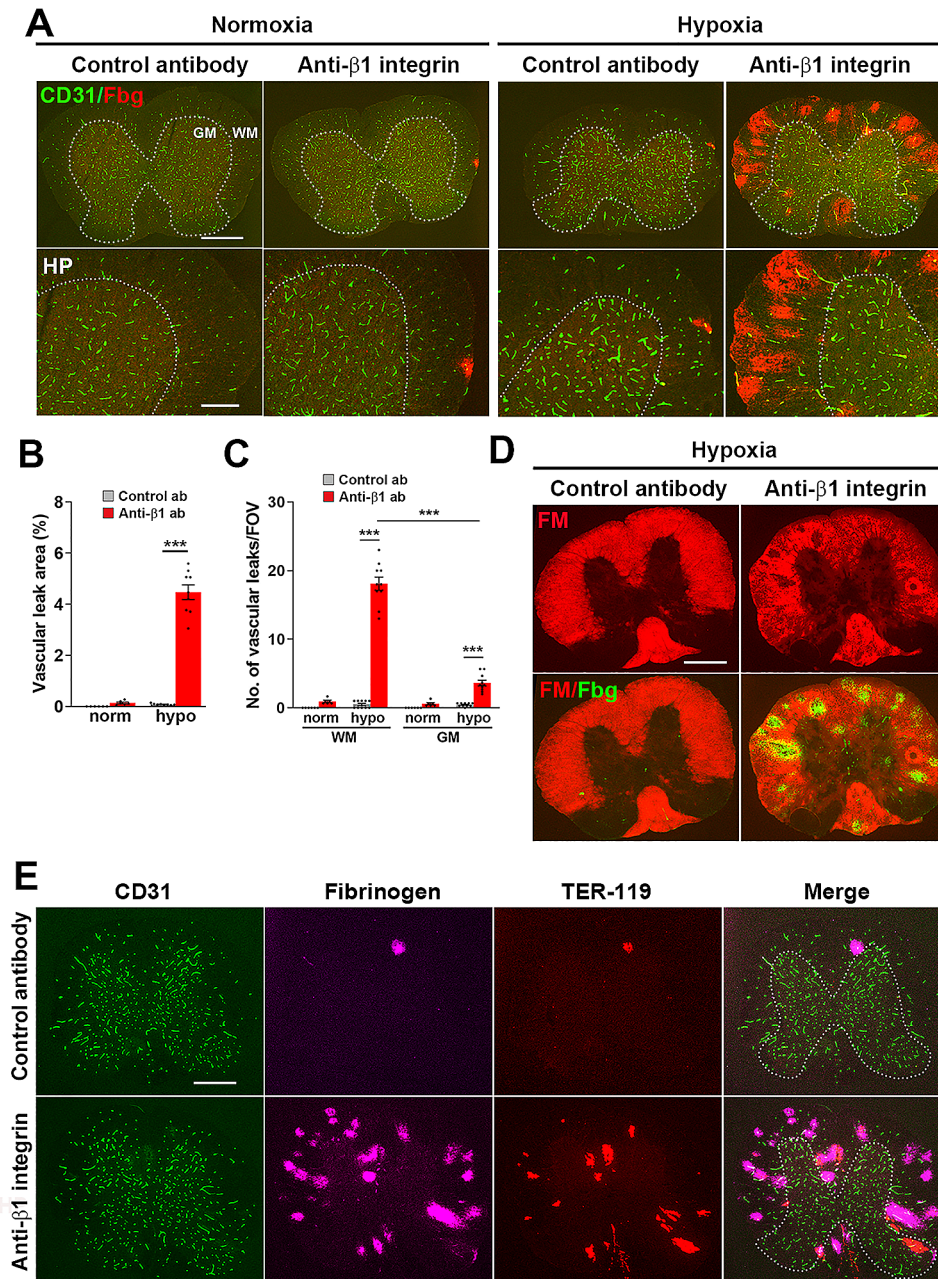 A
Normoxia
Hypoxia
Control antibody
Anti-β1 integrin
Control antibody
Anti-β1 integrin
CD31/Fbg
GM
WM
HP
B
Control ab
Anti-β1 ab
Vascular leak area (%)
8
6
4
2
0
***
norm
hypo
C
Control ab
Anti-β1 ab
No. of vascular leaks/FOV
30
20
10
0
***
***
***
norm
hypo
norm
hypo
WM
GM
D
Hypoxia
Control antibody
Anti-β1 integrin
FM
FM/Fbg
E
CD31
Fibrinogen
TER-119
Merge
Control antibody
Anti-β1 integrin